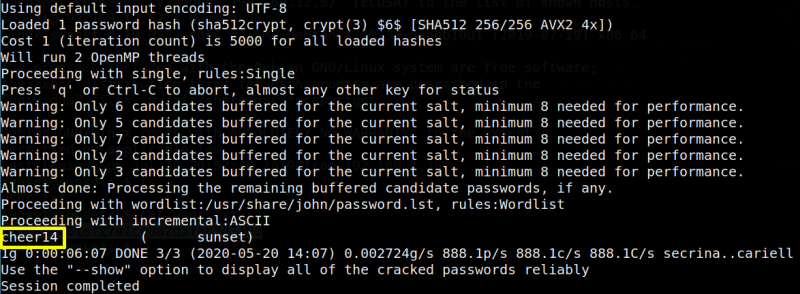 Using default input encoding: UTF-8
Loaded 1 password hash (sha512crypt, crypt(3) $6$ [SHA512 256/256 AVX2 4x])
Cost 1 (iteration count) is 5000 for all loaded hashes
Will run 2 OpenMP threads
Proceeding with single, rules:Single
Press 'q' or Ctrl-C to abort, almost any other key for status
Warning: Only 6 candidates buffered for the current salt, minimum 8 needed for performance.
Warning: Only 5 candidates buffered for the current salt, minimum 8 needed for performance.
Warning: Only 7 candidates buffered for the current salt, minimum 8 needed for performance.
Warning: Only 2 candidates buffered for the current salt, minimum 8 needed for performance.
Warning: Only 3 candidates buffered for the current salt, minimum 8 needed for performance.
Almost done: Processing the remaining buffered candidate passwords, if any.
Proceeding with wordlist:/usr/share/john/password.lst, rules:Wordlist
Proceeding with incremental:ASCII
cheer14 (sunset)
1g 0:00:06:07 DONE 3/3 (2020-05-20 14:07) 0.002724g/s 888.1p/s 888.1c/s 888.1C/s secrina..cariell
Use the "--show" option to display all of the cracked passwords reliably
Session completed